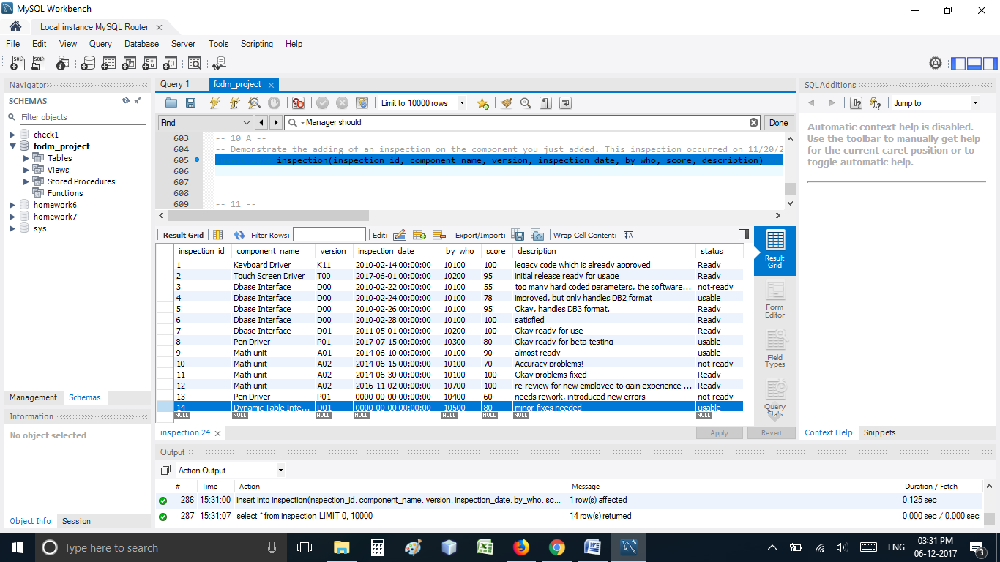 MySQL Workbench
Local instance MySQL Router
File Edit View Query Database Server Tools Scripting Help
Navigator
SCHEMAS
Filter objects
check1
fodm_project
Tables
Views
Stored Procedures
Functions
homework6
homework7
sys
Management Schemas
Information
No object selected
Object Info Session
Query 1 fodm_project
Limit to 10000 rows
Find Manager should Done
603 -- 10 A --
604 -- Demonstrate the adding of an inspection on the component you just added. This inspection occurred on 11/20/2
605 inspection(inspection_id, component_name, version, inspection_date, by_who, score, description)
606
607
608
609 -- 11 --
Result Grid Filter Rows: Edit: Export/Import: Wrap Cell Content: IA
inspection_id component_name version inspection_date by_who score description status
1 Keyboard Driver K11 2010-02-14 00:00:00 10100 100 legacy code which is already approved Ready
2 Touch Screen Driver T00 2017-06-01 00:00:00 10200 95 initial release ready for usage Ready
3 Dbase Interface D00 2010-02-22 00:00:00 10100 55 too many hard coded parameters, the software... not-ready
4 Dbase Interface D00 2010-02-24 00:00:00 10100 78 improved, but only handles DB2 format usable
5 Dbase Interface D00 2010-02-26 00:00:00 10100 95 Okay, handles DB3 format. Ready
6 Dbase Interface D00 2010-02-28 00:00:00 10100 100 satisfied Ready
7 Dbase Interface D01 2011-05-01 00:00:00 10200 100 Okay ready for use Ready
8 Pen Driver P01 2017-07-15 00:00:00 10300 80 Okay ready for beta testing usable
9 Math unit A01 2014-06-10 00:00:00 10100 90 almost ready usable
10 Math unit A02 2014-06-15 00:00:00 10100 70 Accuracy problems! not-ready
11 Math unit A02 2014-06-30 00:00:00 10100 100 Okay problems fixed Ready
12 Math unit A02 2016-11-02 00:00:00 10700 100 re-review for new employee to gain experience ... Ready
13 Pen Driver P01 0000-00-00 00:00:00 10400 60 needs rework, introduced new errors not-ready
14 Dynamic Table Inte... D01 0000-00-00 00:00:00 10500 80 minor fixes needed usable
NULL NULL NULL NULL NULL NULL NULL NULL
Result Grid
Form Editor
Field Types
Query Stats
inspection 24 Apply Revert
SQLAdditions
Jump to
Automatic context help is disabled.
Use the toolbar to manually get help
for the current caret position or to
toggle automatic help.
Context Help Snippets
Output
Action Output
# Time Action Message Duration / Fetch
286 15:31:00 insert into inspection(inspection_id, component_name, version, inspection_date, by_who, sc... 1 row(s) affected 0.125 sec
287 15:31:07 select * from inspection LIMIT 0, 10000 14 row(s) returned 0.000 sec / 0.000 sec
Type here to search
ENG
03:31 PM
06-12-2017
3